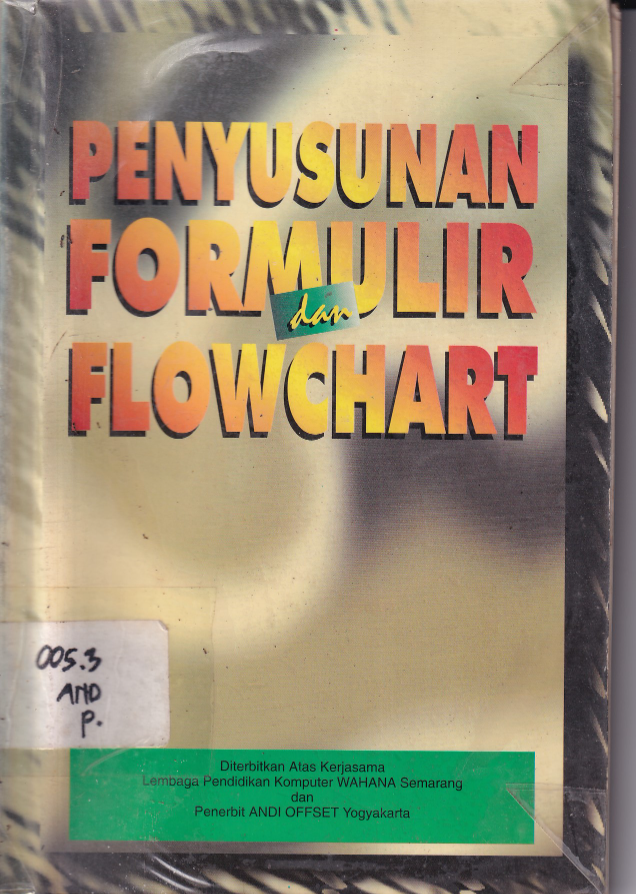 PENYUSUNAN
FORMULIR
dan
FLOWCHART
005.3
AND
p.
Diterbitkan Atas Kerjasama
Lembaga Pendidikan Komputer WAHANA Semarang
dan
Penerbit ANDI OFFSET Yogyakarta